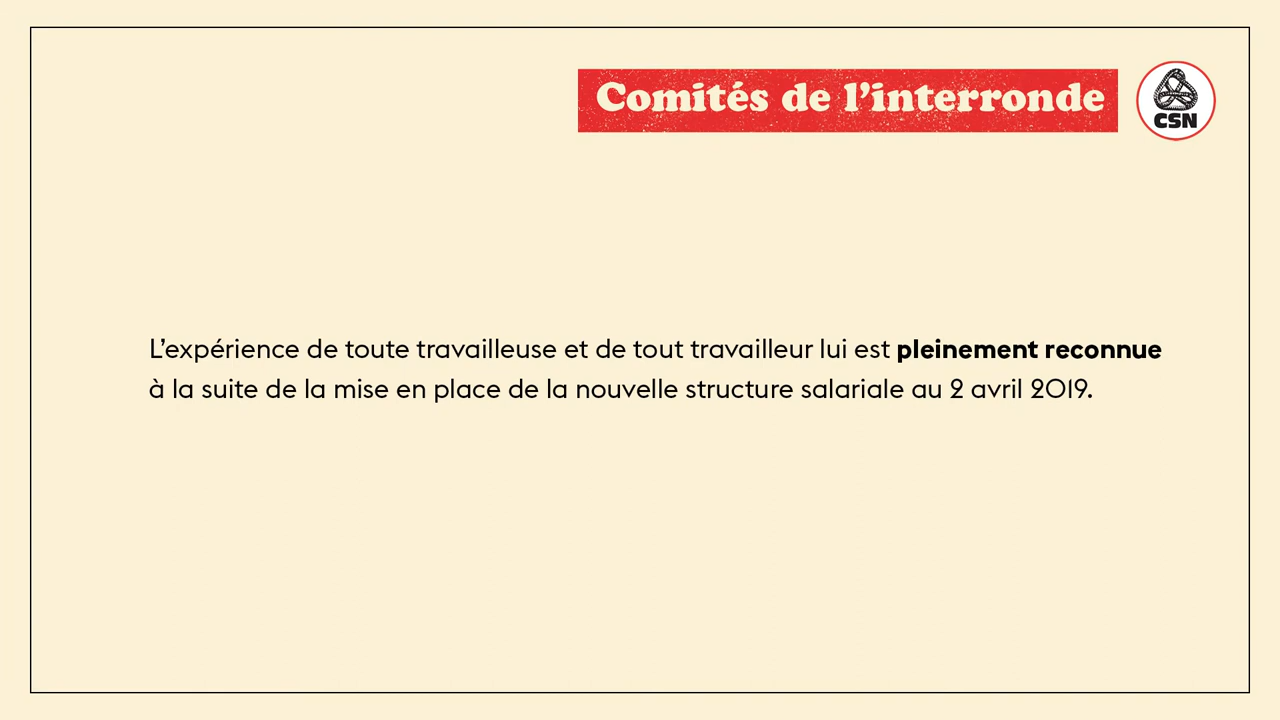 Comités de l’interronde
CSN
L’expérience de toute travailleuse et de tout travailleur lui est pleinement reconnue
à la suite de la mise en place de la nouvelle structure salariale au 2 avril 2019.